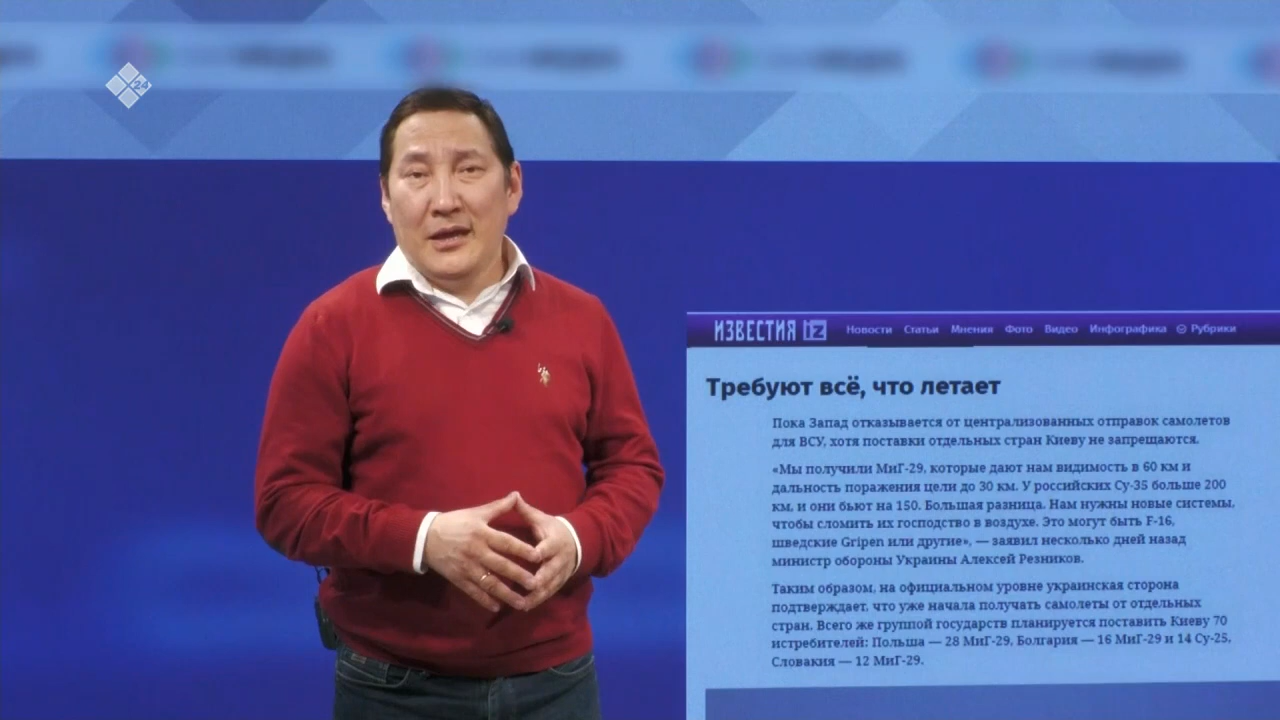 24
ИЗВЕСТИЯ iz Новости Статьи Мнения Фото Видео Инфографика Рубрики
Требуют всё, что летает
Пока Запад отказывается от централизованных отправок самолетов
для ВСУ, хотя поставки отдельных стран Киеву не запрещаются.
«Мы получили МиГ-29, которые дают нам видимость в 60 км и
дальность поражения цели до 30 км. У российских Су-35 больше 200
км, и они бьют на 150. Большая разница. Нам нужны новые системы,
чтобы сломить их господство в воздухе. Это могут быть F-16,
шведские Gripen или другие», — заявил несколько дней назад
министр обороны Украины Алексей Резников.
Таким образом, на официальном уровне украинская сторона
подтверждает, что уже начала получать самолеты от отдельных
стран. Всего же группой государств планируется поставить Киеву 70
истребителей: Польша — 28 МиГ-29, Болгария — 16 МиГ-29 и 14 Су-25,
Словакия — 12 МиГ-29.